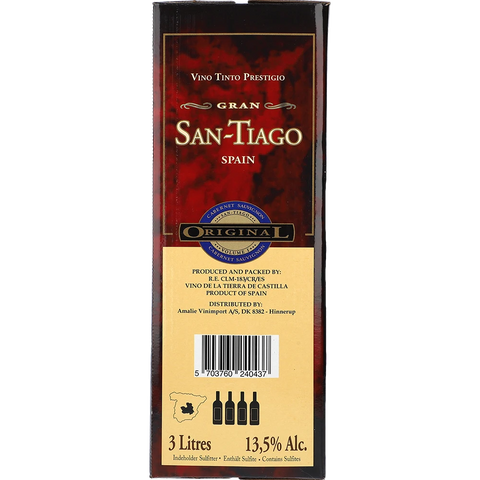 VINO TINTO PRESTIGIO
GRAN
SAN-TIAGO
SPAIN
CABERNET SAUVIGNON
SAN-TIAGO
ORIGINAL
CABERNET SAUVIGNON
PRODUCED AND PACKED BY:
R.E. CLM-183/CR/ES
VINO DE LA TIERRA DE CASTILLA
PRODUCT OF SPAIN
DISTRIBUTED BY:
Amalie Vinimport A/S, DK 8382 - Hinnerup
5 703760 240437
3 Litres 13,5% Alc.
Indeholder Sulfitter • Enthält Sulfite • Contains Sulfites